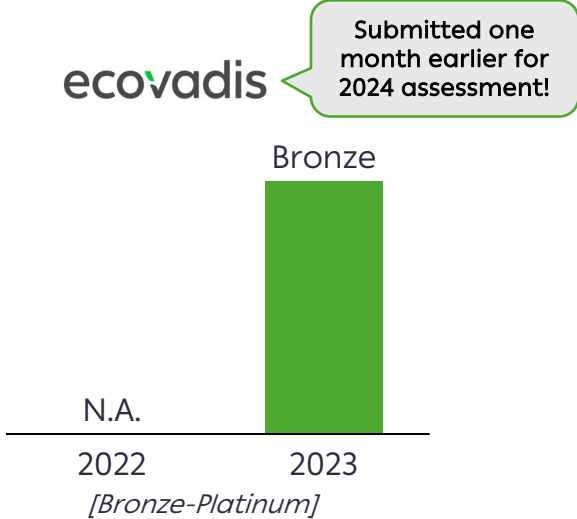 Submitted one
month earlier for
2024 assessment!
ecovadis
Bronze
N.A.
2022 2023
[Bronze-Platinum]